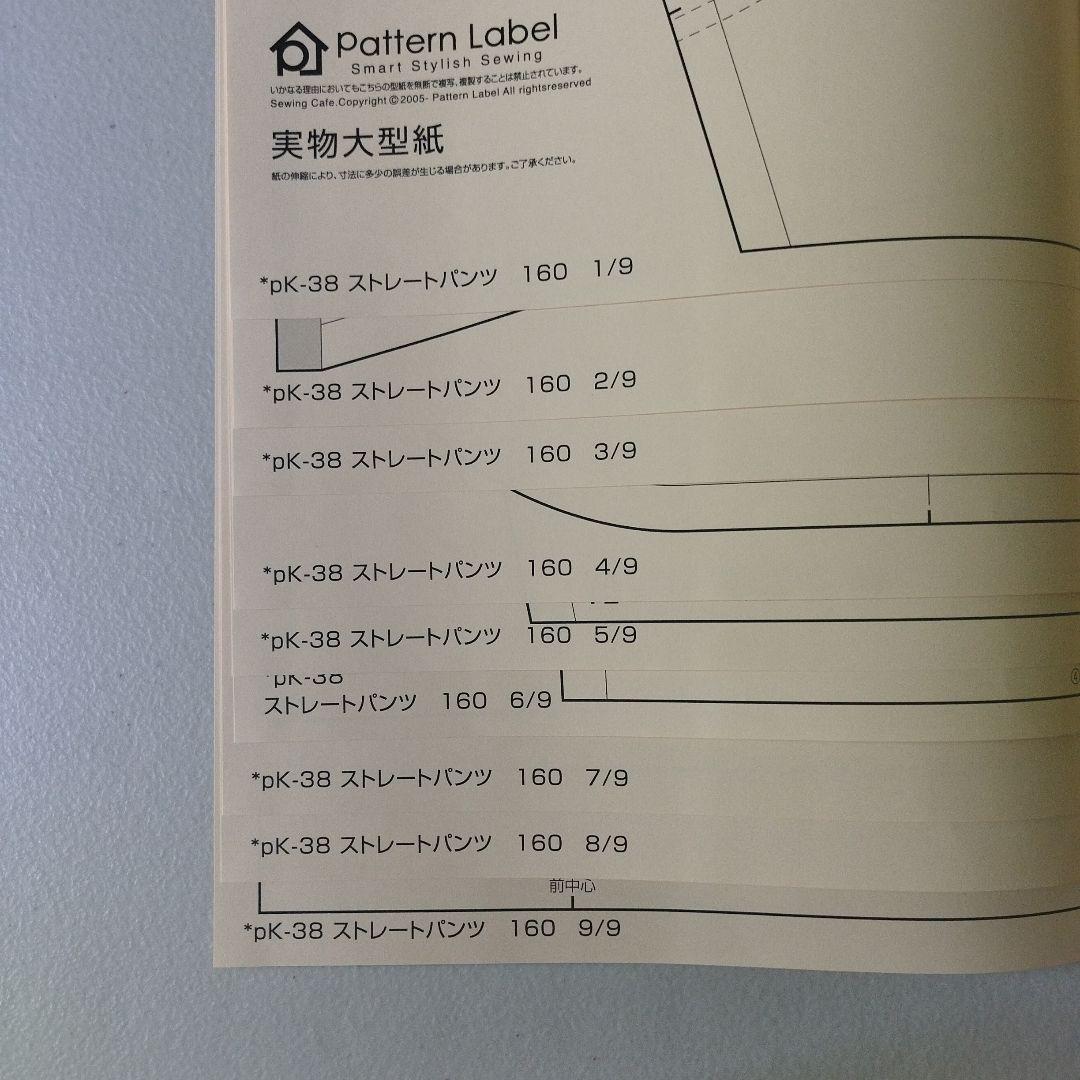 pattern Label
Smart Stylish Sewing
いかなる理由においてもこちらの型紙を無断で複写、複製することは禁止されています。
Sewing Cafe.Copyright©2005- Pattern Label All rightsreserved
実物大型紙
紙の伸縮により、寸法に多少の誤差が生じる場合があります。ご了承ください。
*pK-38 ストレートパンツ 160 1/9
*pK-38 ストレートパンツ 160 2/9
*pK-38 ストレートパンツ 160 3/9
*pK-38 ストレートパンツ 160 4/9
*pK-38 ストレートパンツ 160 5/9
*pK-38
ストレートパンツ 160 6/9
④
*pK-38 ストレートパンツ 160 7/9
*pK-38 ストレートパンツ 160 8/9
前中心
*pK-38 ストレートパンツ 160 9/9